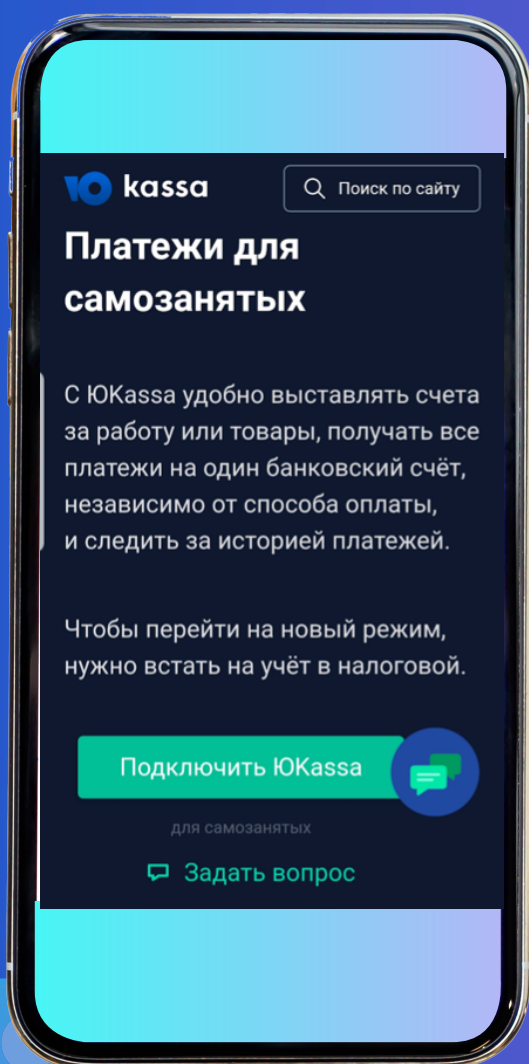 Ю kassa
Поиск по сайту
Платежи для
самозанятых
С ЮKassa удобно выставлять счета
за работу или товары, получать все
платежи на один банковский счёт,
независимо от способа оплаты,
и следить за историей платежей.
Чтобы перейти на новый режим,
нужно встать на учёт в налоговой.
Подключить ЮKassa
для самозанятых
Задать вопрос